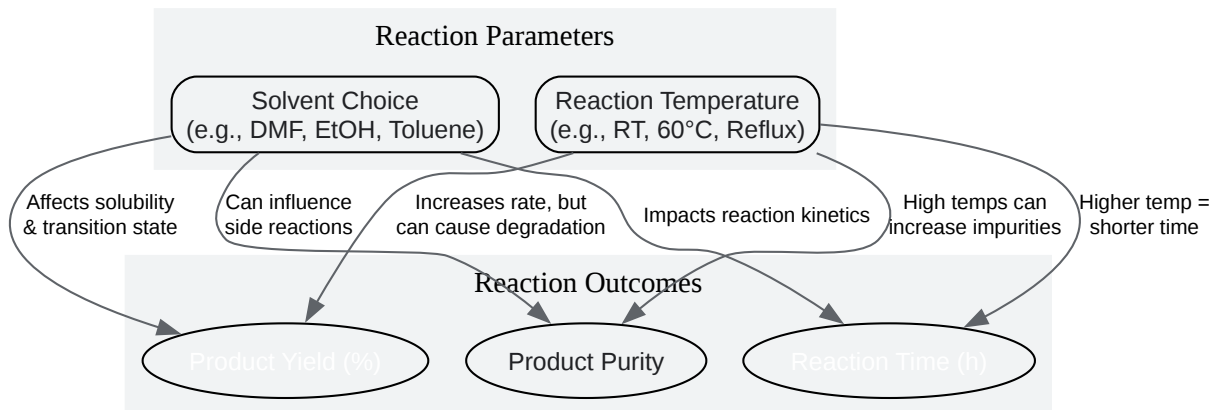 Reaction Parameters
Solvent Choice
(e.g., DMF, EtOH, Toluene)
Reaction Temperature
(e.g., RT, 60°C, Reflux)
Affects solubility
& transition state
Can influence
side reactions
Increases rate, but
can cause degradation
Impacts reaction kinetics
High temps can
increase impurities
Higher temp =
shorter time
Reaction Outcomes
Product Yield (%)
Product Purity
Reaction Time (h)